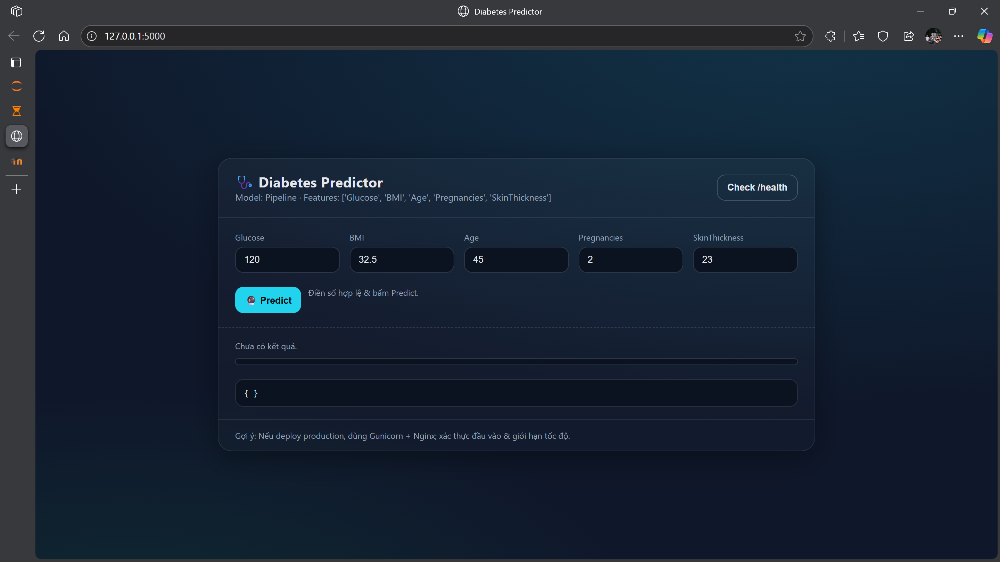 Diabetes Predictor
127.0.0.1:5000
Diabetes Predictor
Check /health
Model: Pipeline · Features: ['Glucose', 'BMI', 'Age', 'Pregnancies', 'SkinThickness']
Glucose BMI Age Pregnancies SkinThickness
120 32.5 45 2 23
Predict Điền số hợp lệ & bấm Predict.
Chưa có kết quả.
{ }
Gợi ý: Nếu deploy production, dùng Gunicorn + Nginx; xác thực đầu vào & giới hạn tốc độ.